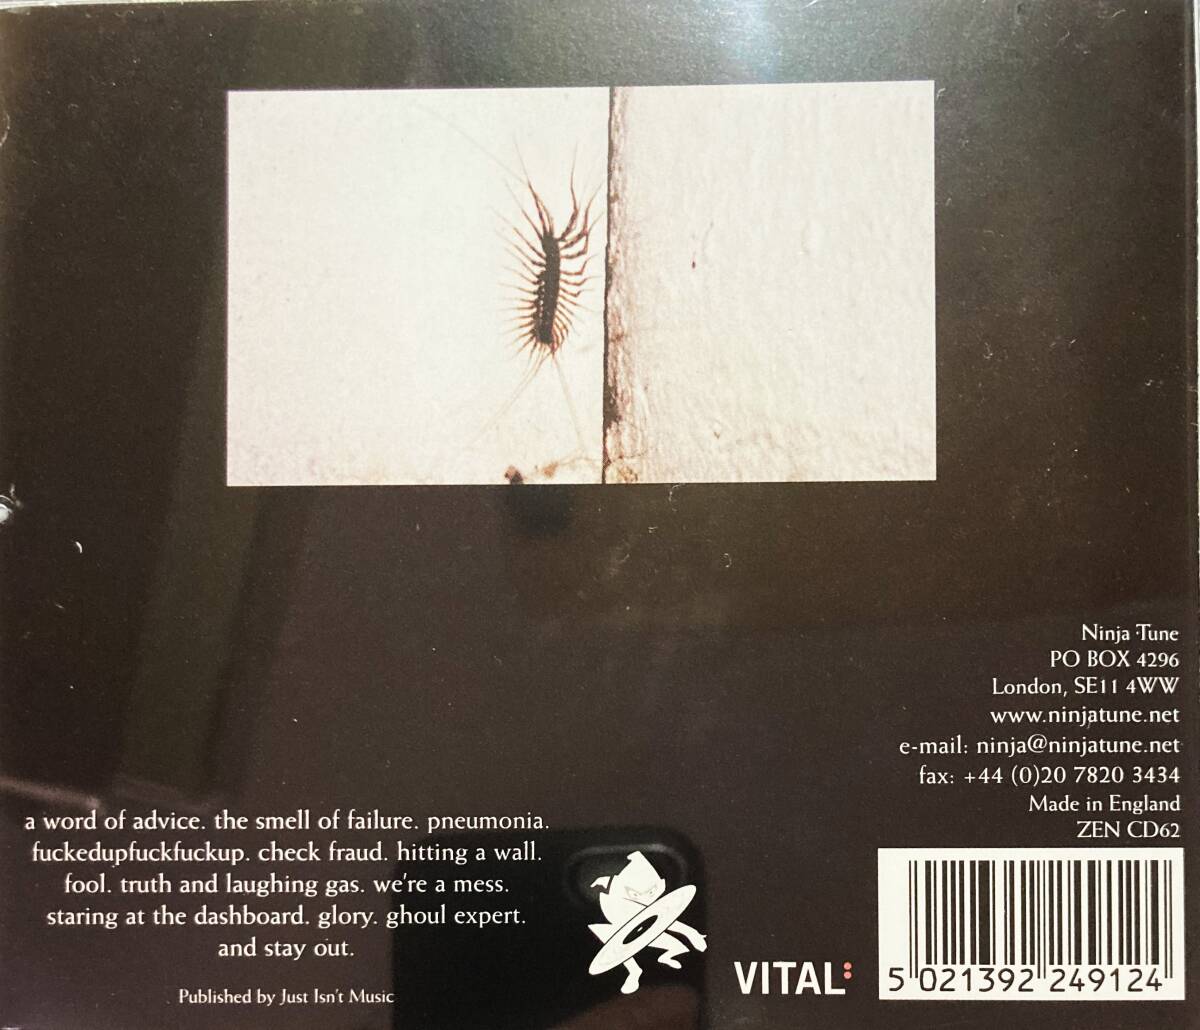 Ninja Tune
PO BOX 4296
London, SE11 4WW
www.ninjatune.net
e-mail: ninja@ninjatune.net
fax: +44 (0)20 7820 3434
Made in England
ZEN CD62
a word of advice. the smell of failure. pneumonia.
fuckedupfuckfuckup. check fraud. hitting a wall.
fool. truth and laughing gas. we're a mess.
staring at the dashboard. glory. ghoul expert.
and stay out.
Published by Just Isn't Music
VITAL:
5 021392 249124